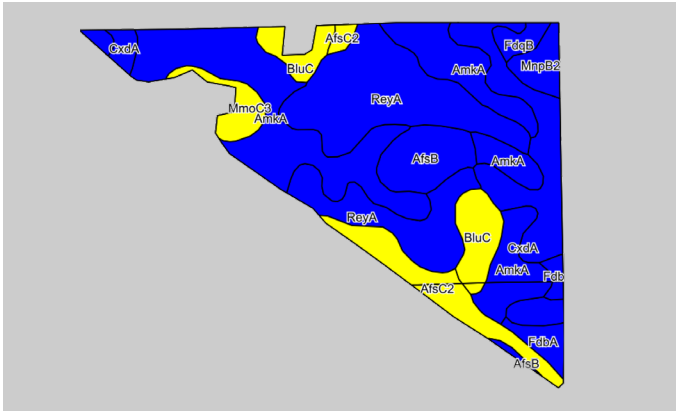 AfsC2
FdqB
CxdA
MnpB2
BluC
AmkA
ReyA
MmoC3
AmkA
AfsB
AmkA
ReyA
BluC
CxdA
AmkA
Fdb
AfsC2
FdbA
AfsB